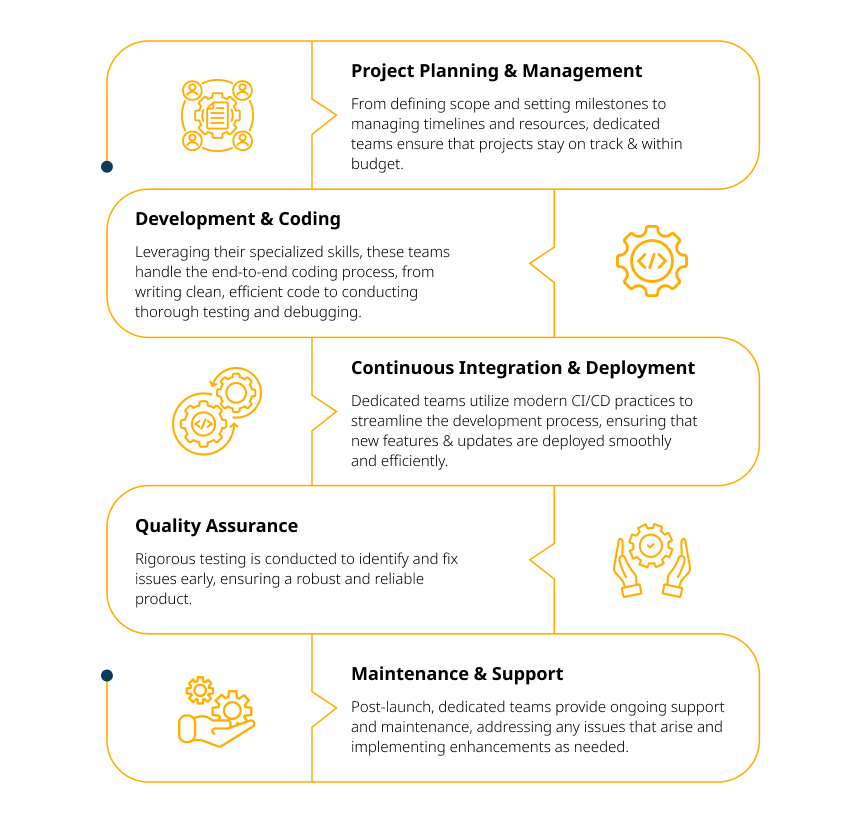 Project Planning & Management
From defining scope and setting milestones to
managing timelines and resources, dedicated
teams ensure that projects stay on track & within
budget.
Development & Coding
Leveraging their specialized skills, these teams
handle the end-to-end coding process, from
writing clean, efficient code to conducting
thorough testing and debugging.
Continuous Integration & Deployment
Dedicated teams utilize modern CI/CD practices to
streamline the development process, ensuring that
new features & updates are deployed smoothly
and efficiently.
Quality Assurance
Rigorous testing is conducted to identify and fix
issues early, ensuring a robust and reliable
product.
Maintenance & Support
Post-launch, dedicated teams provide ongoing support
and maintenance, addressing any issues that arise and
implementing enhancements as needed.